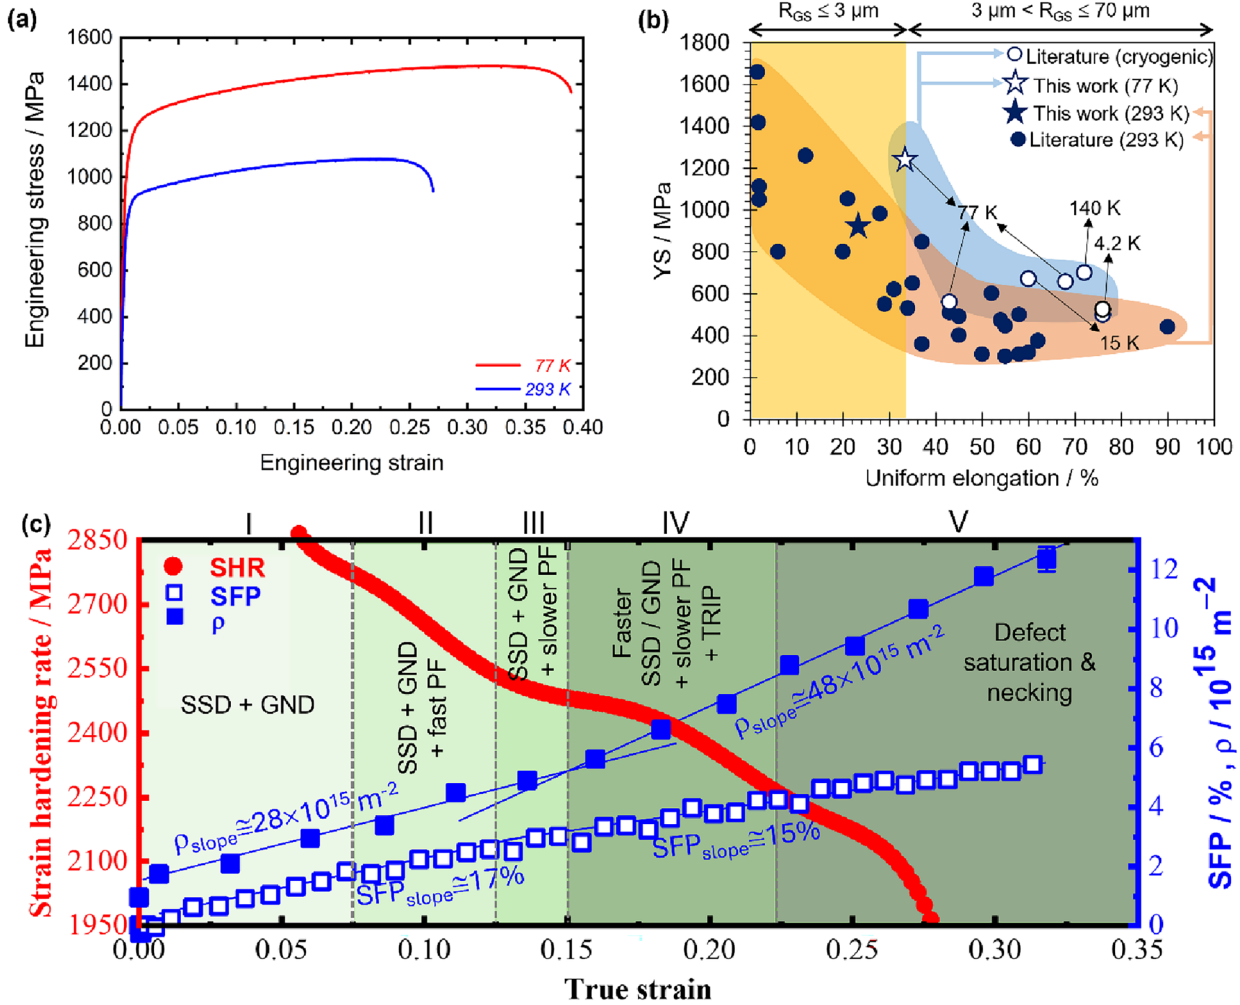 (a)
1600
1400
1200
1000
800
600
400
200
0
Engineering stress / MPa
77 K
293 K
0.00 0.05 0.10 0.15 0.20 0.25 0.30 0.35 0.40
Engineering strain
(b)
R_GS ≤ 3 μm
3 μm < R_GS ≤ 70 μm
1800
1600
1400
1200
1000
800
600
400
200
0
YS / MPa
Literature (cryogenic)
This work (77 K)
This work (293 K)
Literature (293 K)
77 K
140 K
4.2 K
15 K
0 10 20 30 40 50 60 70 80 90 100
Uniform elongation / %
(c)
I II III IV V
2850
2700
2550
2400
2250
2100
1950
Strain hardening rate / MPa
SHR
SFP
ρ
SSD + GND
SSD + GND
+ fast PF
SSD + GND
+ slower PF
Faster
SSD / GND
+ slower PF
+ TRIP
Defect
saturation &
necking
ρ_slope≅28×10^15 m^-2
ρ_slope≅48×10^15 m^-2
SFP_slope≅17%
SFP_slope≅15%
12
10
8
6
4
2
0
SFP / % , ρ / 10^15 m^−2
0.00 0.05 0.10 0.15 0.20 0.25 0.30 0.35
True strain